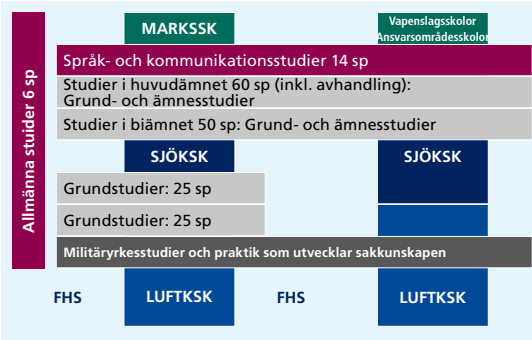 MARKSSK
Vapenslagsskolor
Ansvarsområdesskolor
Allmänna stuider 6 sp
Språk- och kommunikationsstudier 14 sp
Studier i huvudämnet 60 sp (inkl. avhandling):
Grund- och ämnesstudier
Studier i biämnet 50 sp: Grund- och ämnesstudier
SJÖKSK
SJÖKSK
Grundstudier: 25 sp
Grundstudier: 25 sp
Militäryrkesstudier och praktik som utvecklar sakkunskapen
FHS
LUFTKSK
FHS
LUFTKSK